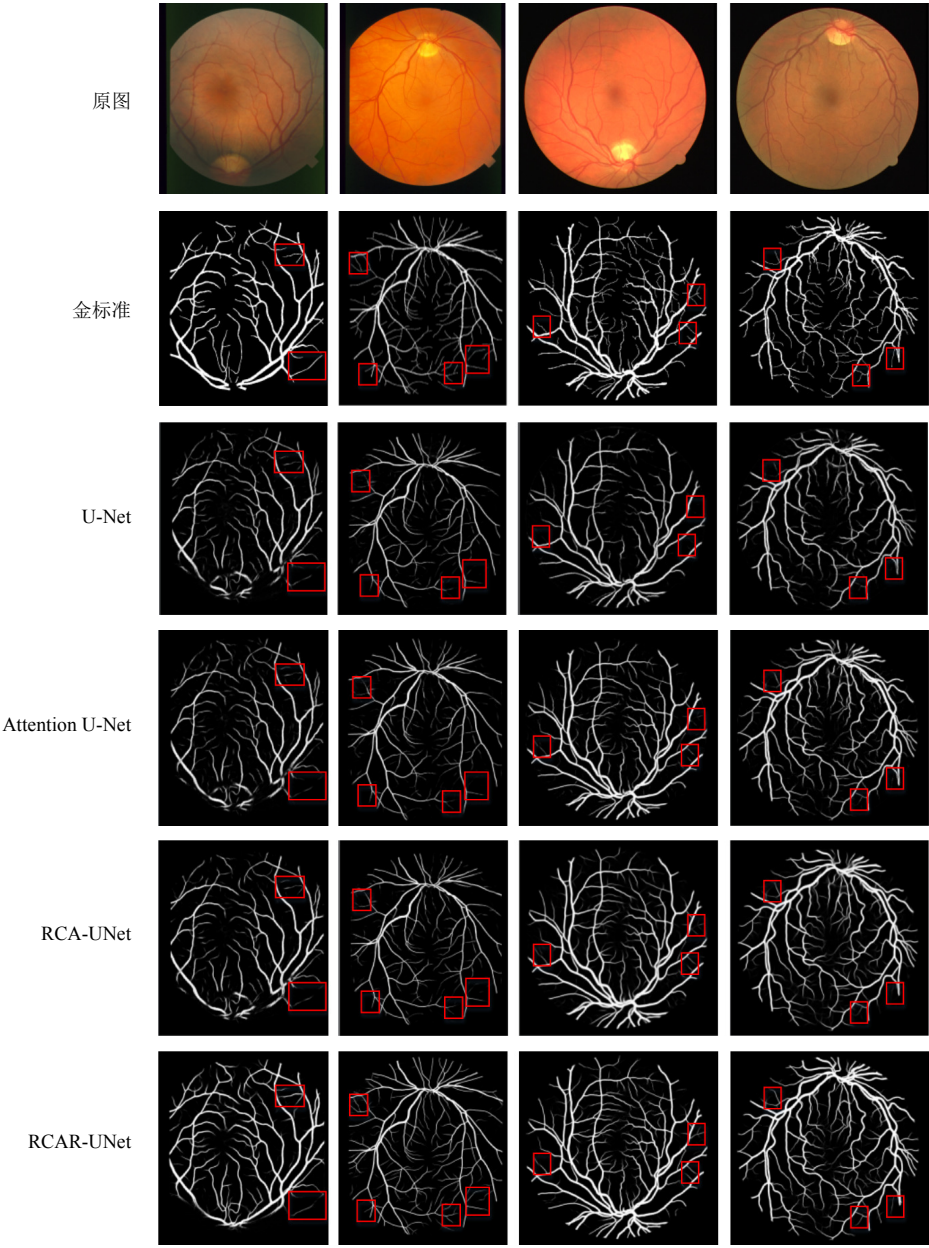 原图
金标准
U-Net
Attention U-Net
RCA-UNet
RCAR-UNet